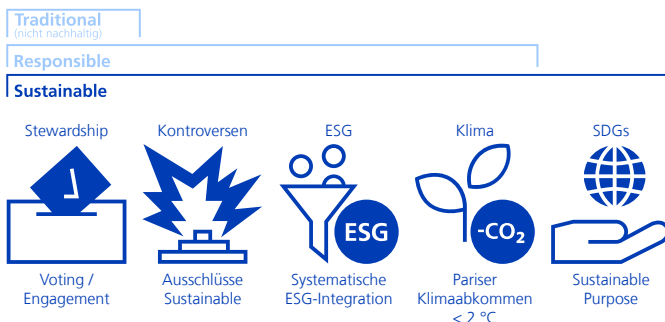 Traditional
(nicht nachhaltig)
Responsible
Sustainable
Stewardship
Kontroversen
ESG
Klima
SDGs
ESG
-CO₂
Voting /
Engagement
Ausschlüsse
Sustainable
Systematische
ESG-Integration
Pariser
Klimaabkommen
< 2 °C
Sustainable
Purpose